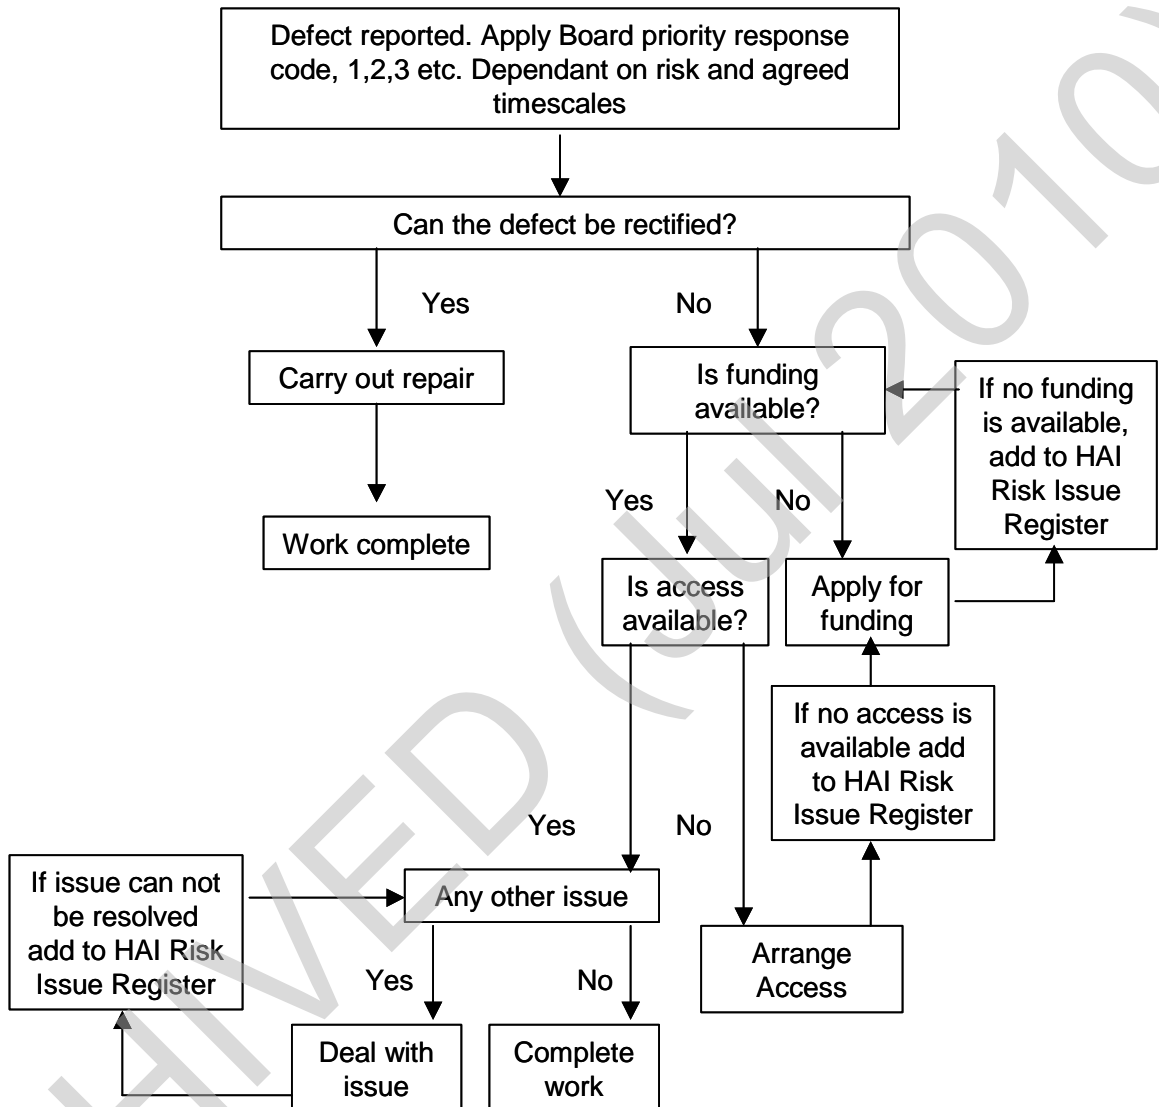 Defect reported. Apply Board priority response
code, 1,2,3 etc. Dependant on risk and agreed
timescales
Can the defect be rectified?
Yes
No
Carry out repair
Is funding
available?
If no funding
is available,
add to HAI
Risk Issue
Register
Yes
No
Work complete
Is access
available?
Apply for
funding
If no access is
available add
to HAI Risk
Issue Register
Yes
No
If issue can not
be resolved
add to HAI Risk
Issue Register
Any other issue
Arrange
Access
Yes
No
Deal with
issue
Complete
work
HIVED (Jul 2010)